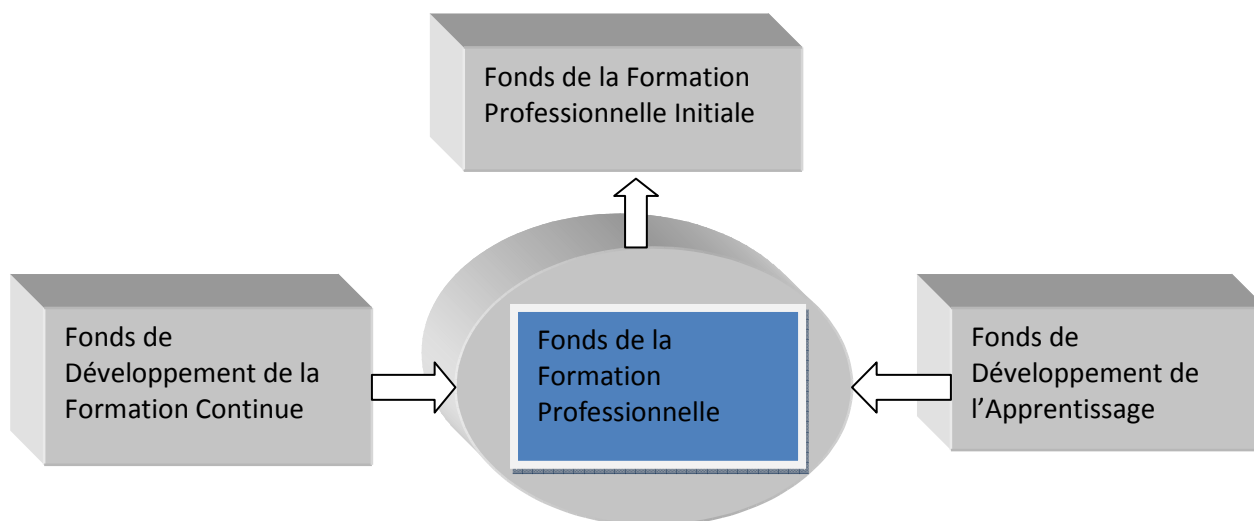 Fonds de la Formation
Professionnelle Initiale
Fonds de
Développement de la
Formation Continue
Fonds de la
Formation
Professionnelle
Fonds de
Développement de
l’Apprentissage